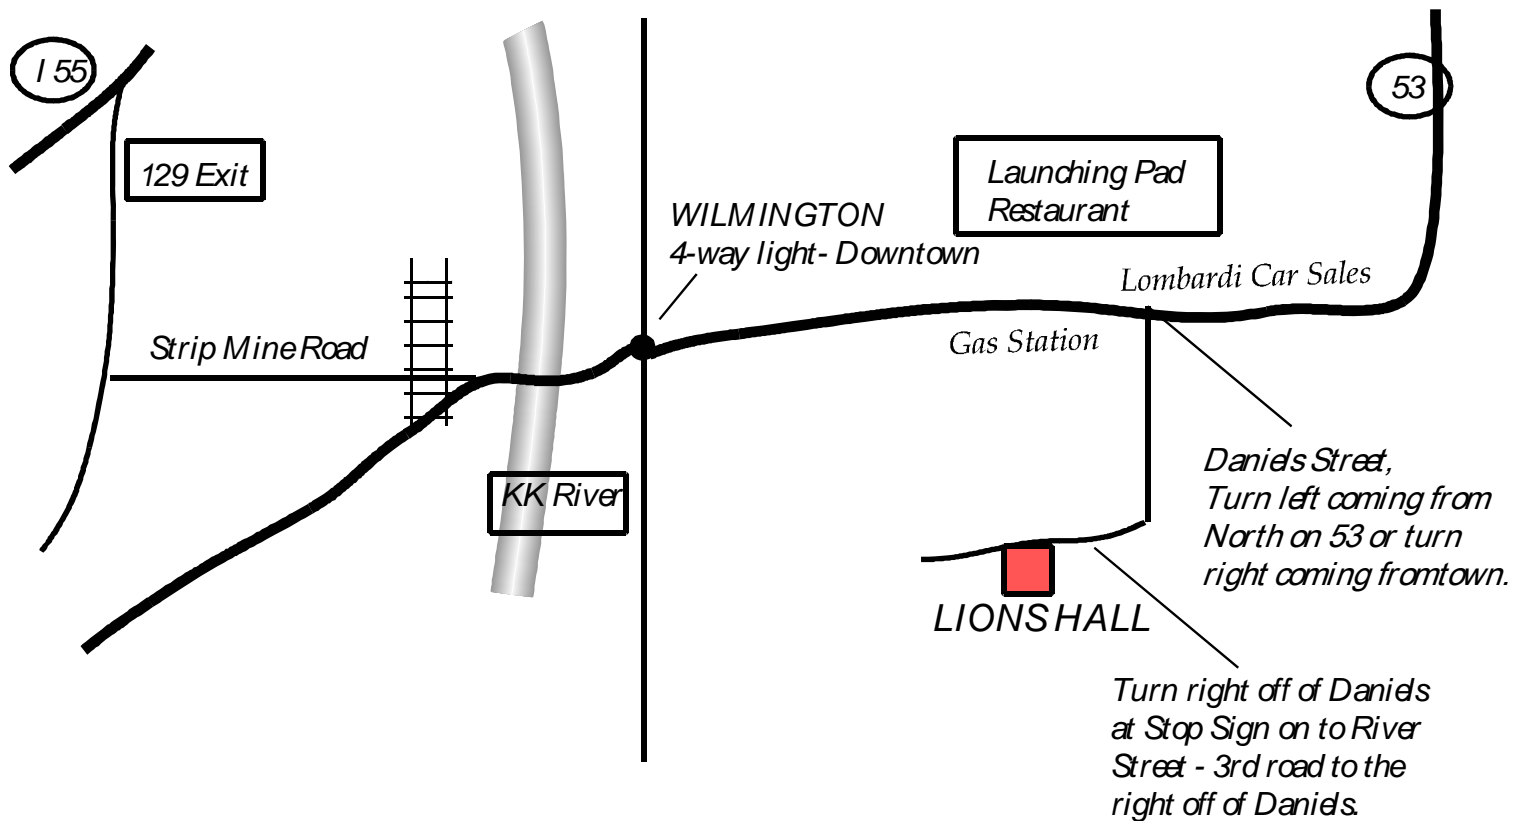 I 55
53
129 Exit
Launching Pad
Restaurant
WILMINGTON
4-way light- Downtown
Lombardi Car Sales
Strip Mine Road
Gas Station
KK River
Daniels Street,
Turn left coming from
North on 53 or turn
right coming from town.
LIONS HALL
Turn right off of Daniels
at Stop Sign on to River
Street - 3rd road to the
right off of Daniels.